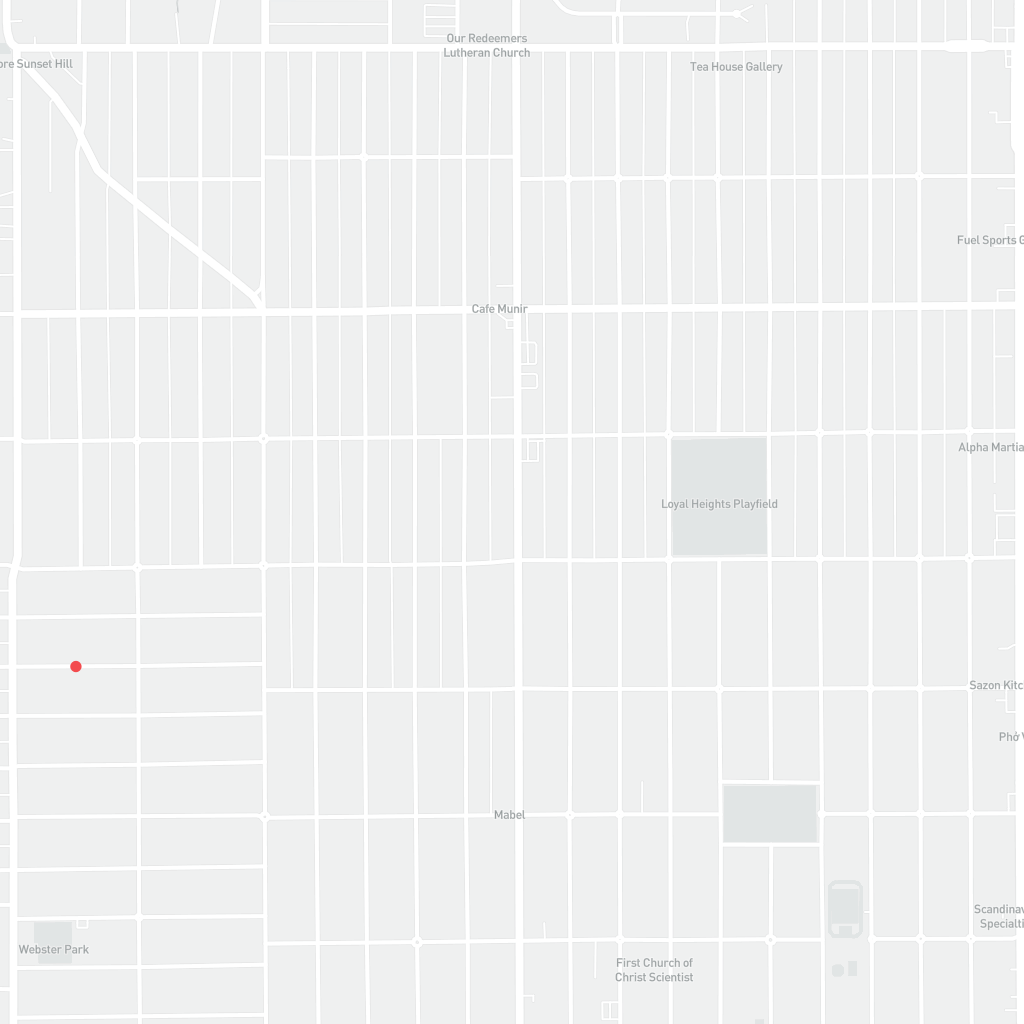 Our Redeemers
Lutheran Church
ore Sunset Hill
Tea House Gallery
Fuel Sports G
Cafe Munir
Alpha Martia
Loyal Heights Playfield
Sazon Kitc
Phở
Mabel
Scandinav
Specialti
Webster Park
First Church of
Christ Scientist